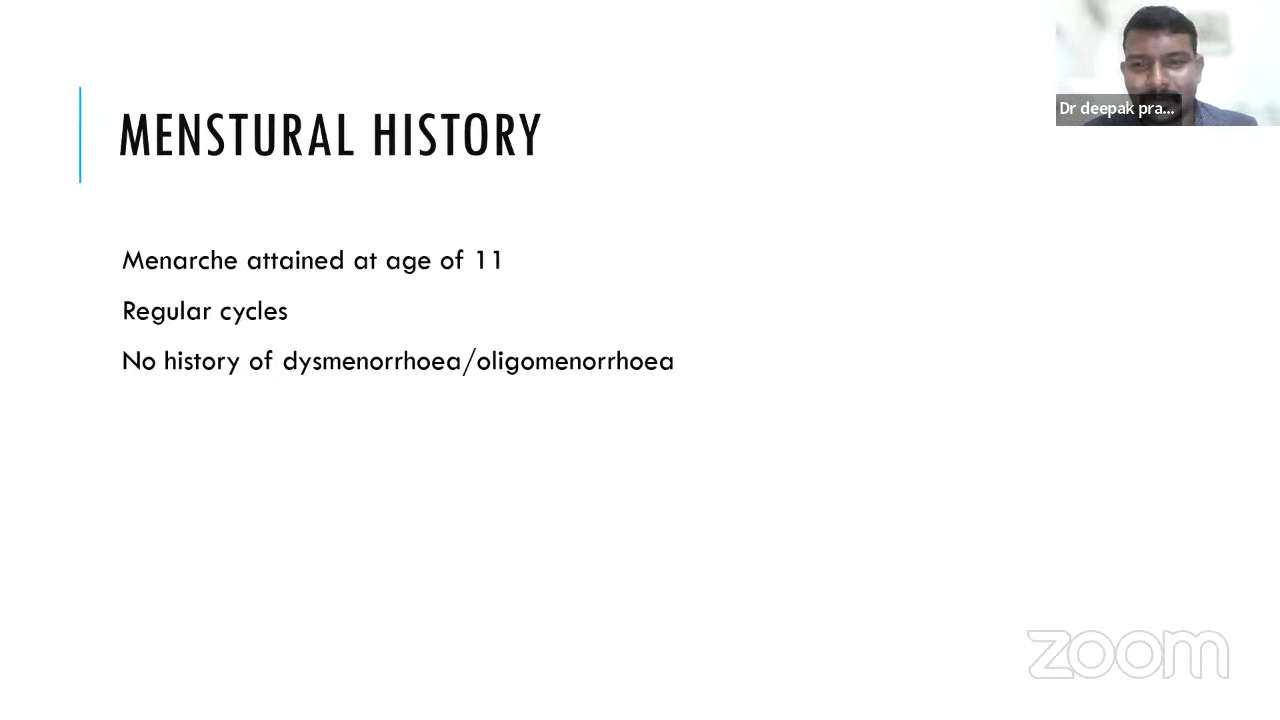 MENSTURAL HISTORY
Dr deepak pra...
Menarche attained at age of 11
Regular cycles
No history of dysmenorrhoea/oligomenorrhoea
zoom